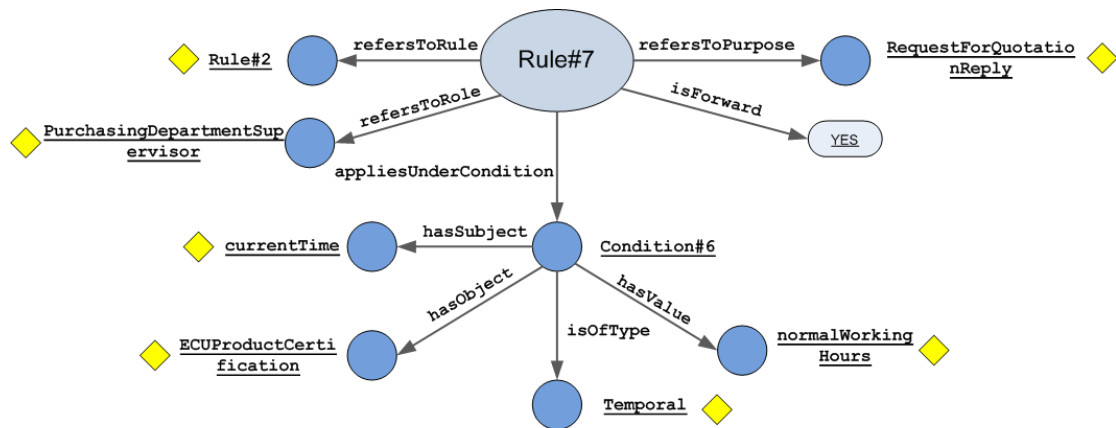 refersToRule
Rule#7
refersToPurpose
RequestForQuotatio
nReply
Rule#2
refersToRole
isForward
PurchasingDepartmentSup
ervisor
YES
appliesUnderCondition
hasSubject
currentTime
Condition#6
hasObject
hasValue
isOfType
ECUProductCerti
fication
normalWorking
Hours
Temporal